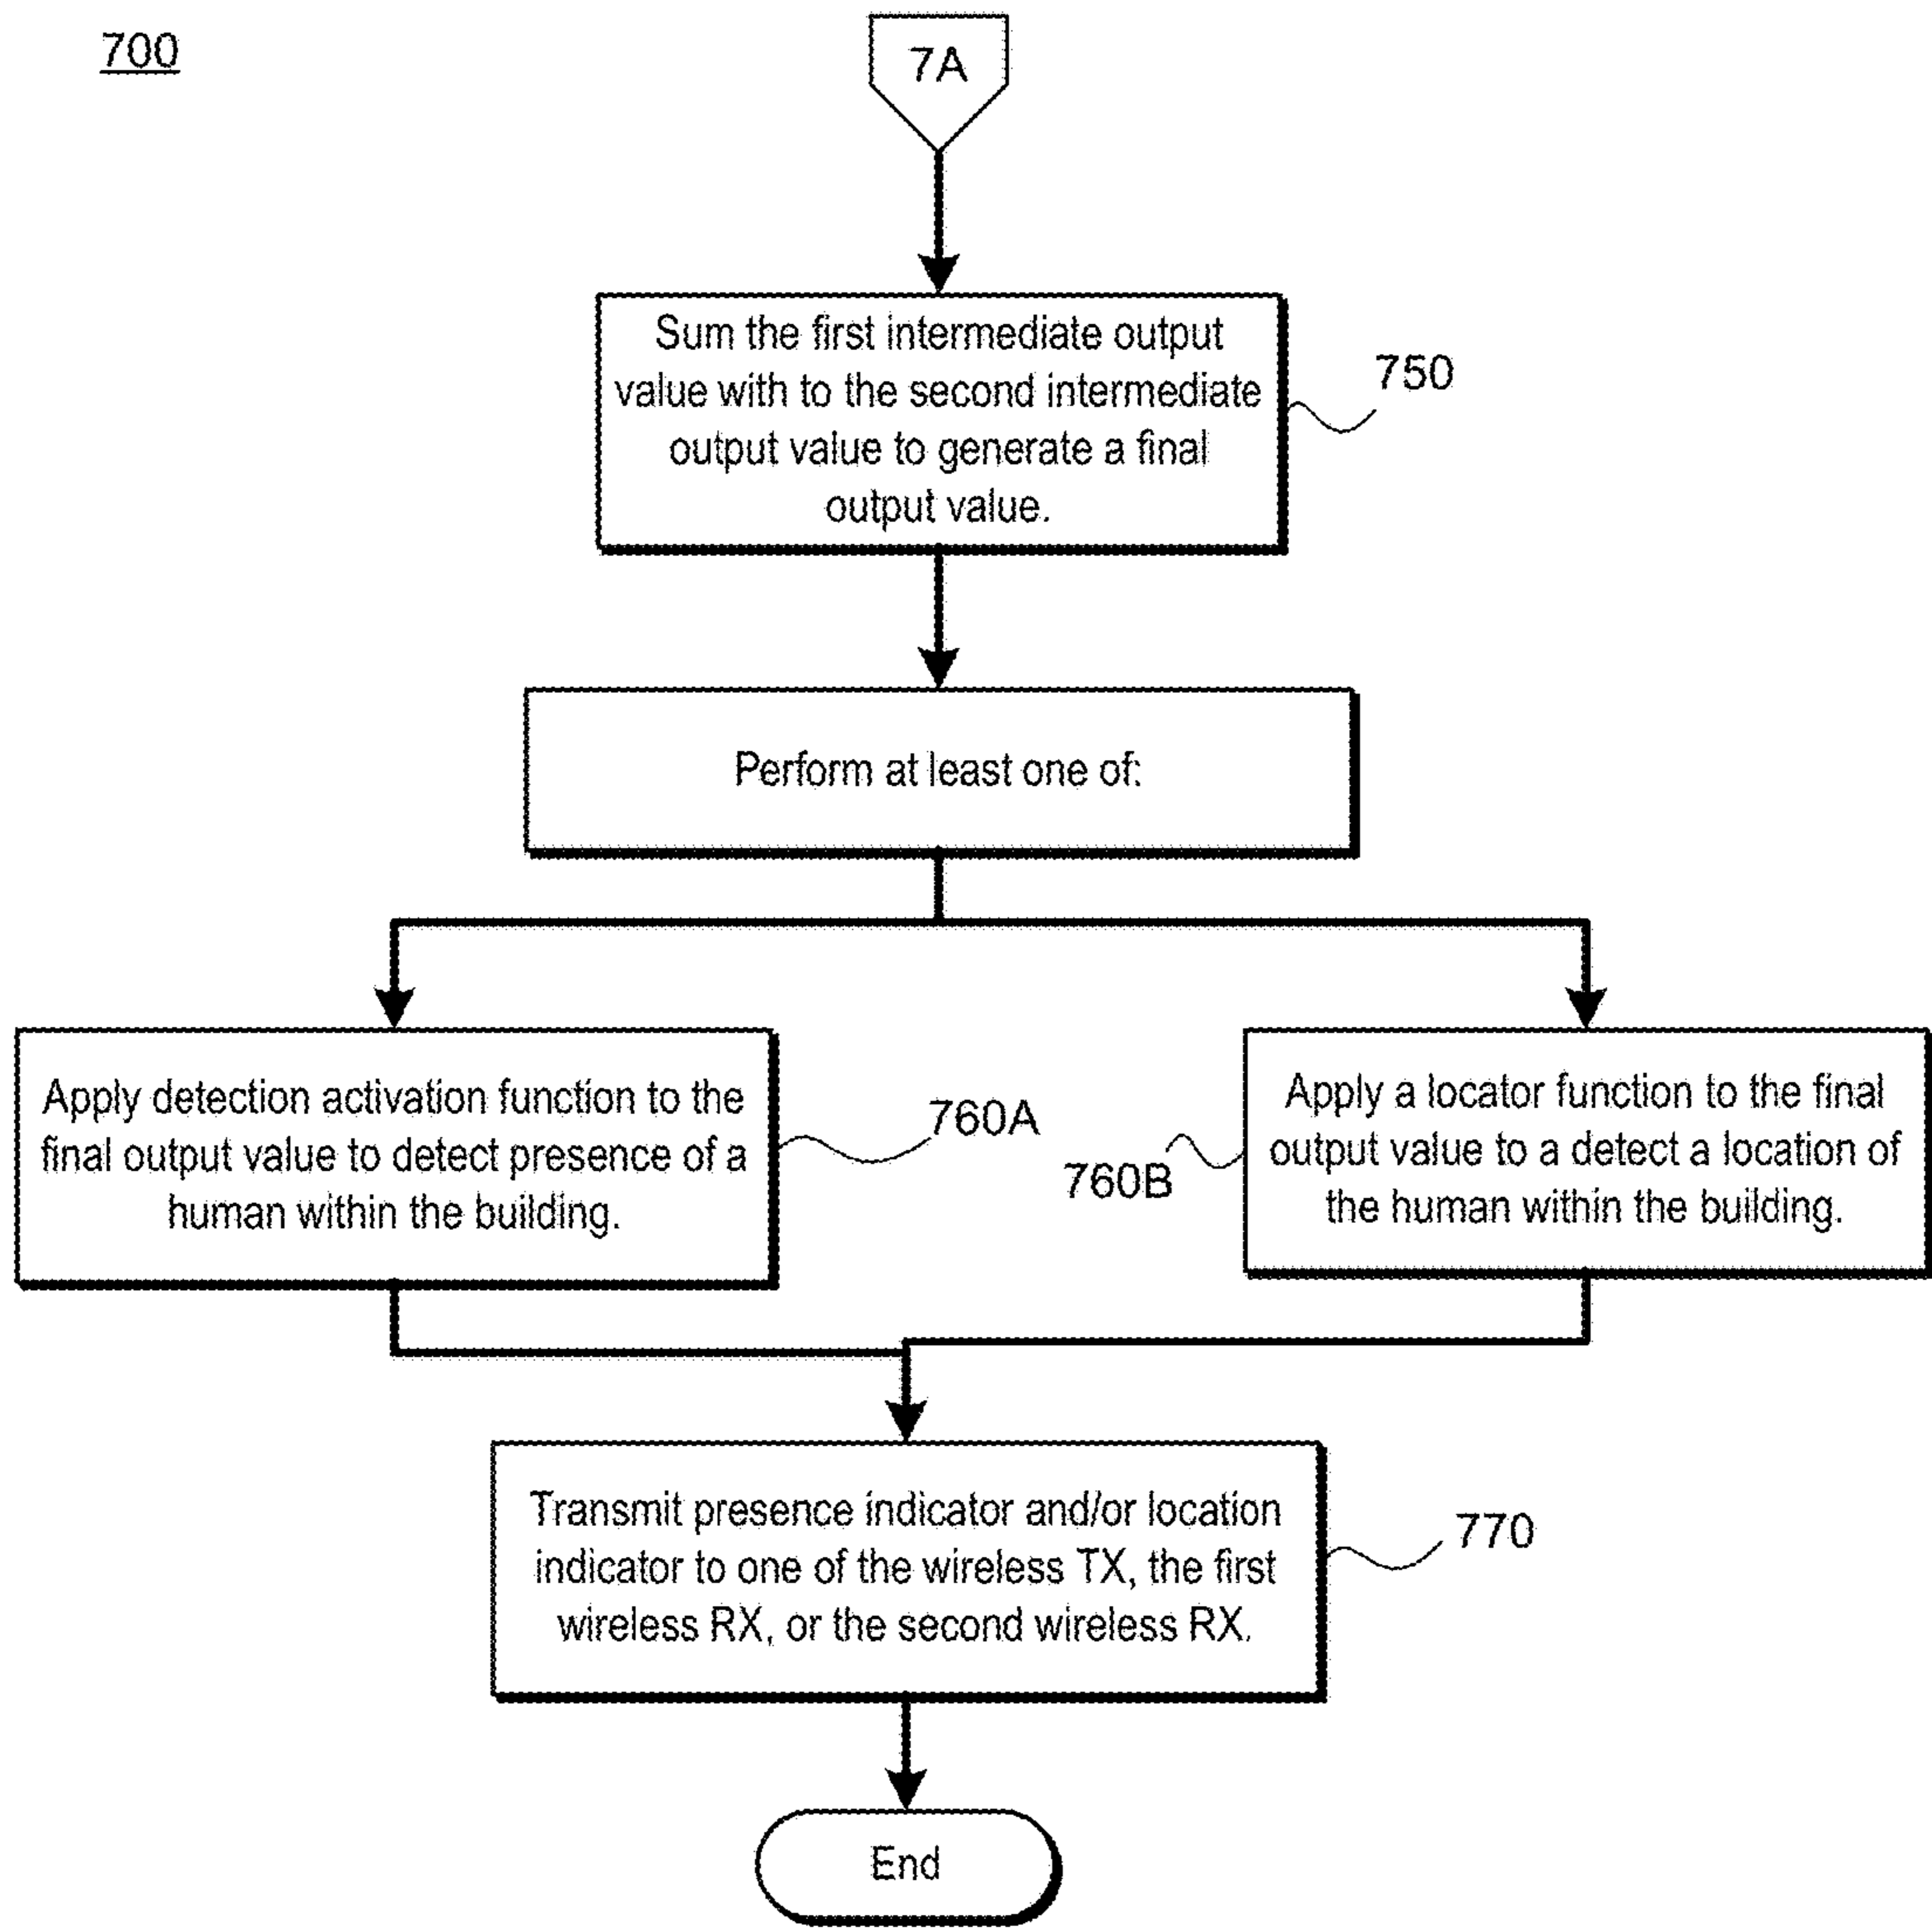 700
7A
Sum the first intermediate output
value with to the second intermediate
output value to generate a final
output value.
750
Perform at least one of:
Apply detection activation function to the
final output value to detect presence of a
human within the building.
760A
760B
Apply a locator function to the final
output value to a detect a location of
the human within the building.
Transmit presence indicator and/or location
indicator to one of the wireless TX, the first
wireless RX, or the second wireless RX.
770
End